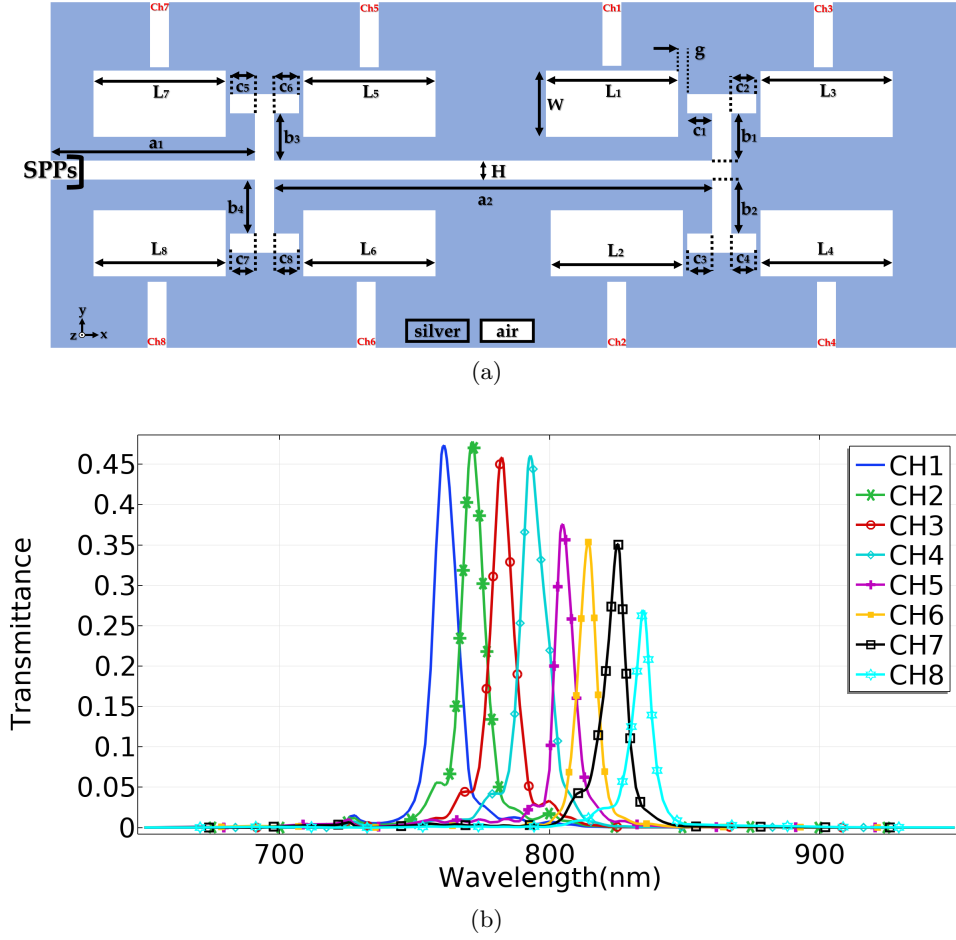 Ch7 Ch5 Ch1 Ch3
g
c₅ c₆ c₂
L₇ L₅ L₁ L₃
W
c₁
b₃ b₁
a₁
SPPs H
a₂
b₄ b₂
c₇ c₈ c₃ c₄
L₈ L₆ L₂ L₄
y
z x
silver air
Ch8 Ch6 Ch2 Ch4
(a)
Transmittance
0.45
0.4
0.35
0.3
0.25
0.2
0.15
0.1
0.05
0
700 800 900
Wavelength(nm)
CH1
CH2
CH3
CH4
CH5
CH6
CH7
CH8
(b)